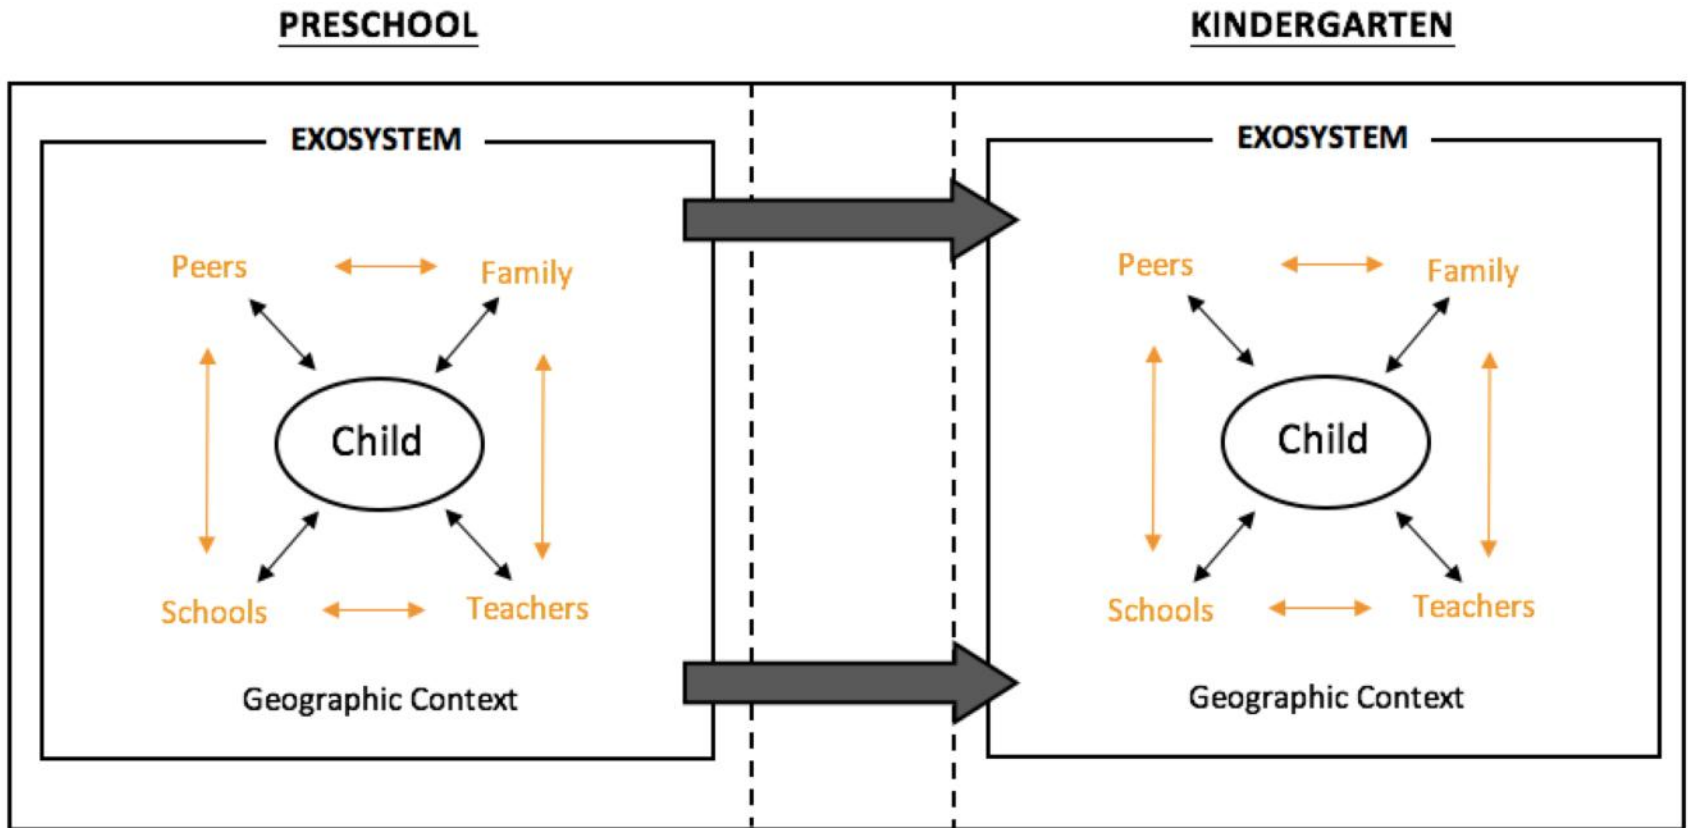 PRESCHOOL
KINDERGARTEN
EXOSYSTEM
Peers
Family
Child
Schools
Teachers
Geographic Context
EXOSYSTEM
Peers
Family
Child
Schools
Teachers
Geographic Context